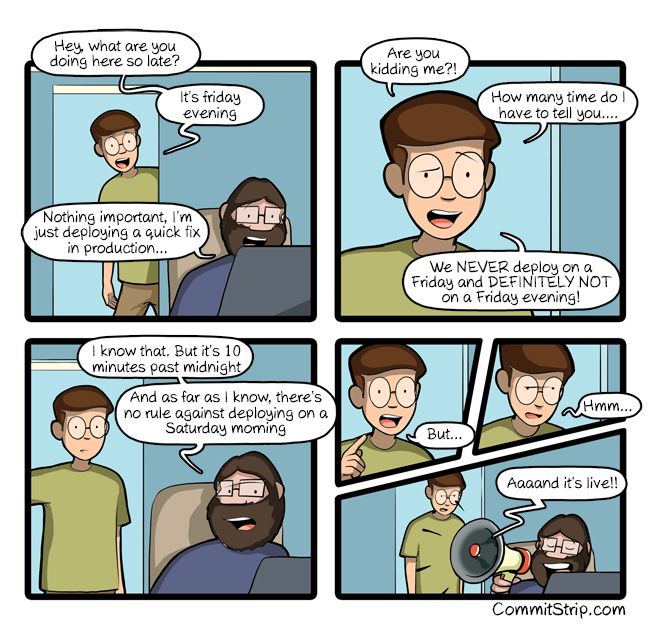 Hey, what are you
doing here so late?
It's friday
evening
Nothing important, I'm
just deploying a quick fix
in production...
Are you
kidding me?!
How many time do I
have to tell you....
We NEVER deploy on a
Friday and DEFINITELY NOT
on a Friday evening!
I know that. But it's 10
minutes past midnight
And as far as I know, there's
no rule against deploying on a
Saturday morning
But...
Hmm...
Aaaand it's live!!
CommitStrip.com